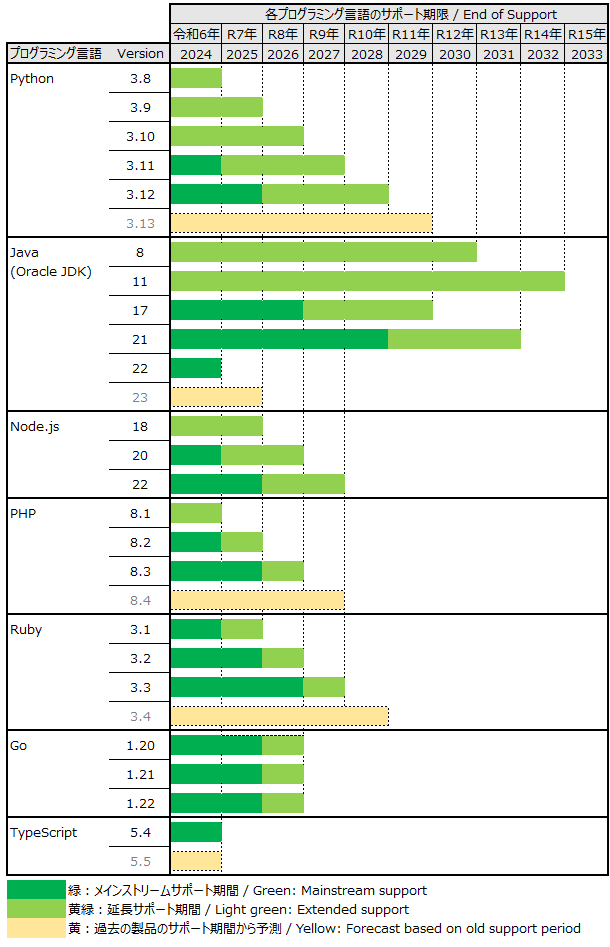 各プログラミング言語のサポート期限 / End of Support
令和6年 R7年 R8年 R9年 R10年 R11年 R12年 R13年 R14年 R15年
プログラミング言語 Version 2024 2025 2026 2027 2028 2029 2030 2031 2032 2033
Python 3.8
3.9
3.10
3.11
3.12
3.13
Java 8
(Oracle JDK)
11
17
21
22
23
Node.js 18
20
22
PHP 8.1
8.2
8.3
8.4
Ruby 3.1
3.2
3.3
3.4
Go 1.20
1.21
1.22
TypeScript 5.4
5.5
緑：メインストリームサポート期間 / Green: Mainstream support
黄緑：延長サポート期間 / Light green: Extended support
黄：過去の製品のサポート期間から予測 / Yellow: Forecast based on old support period